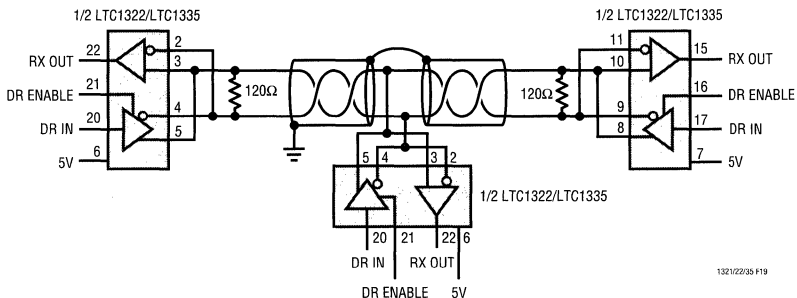 1/2 LTC1322/LTC1335
1/2 LTC1322/LTC1335
RX OUT
22
2
3
DR ENABLE
21
4
DR IN
20
5
5V
6
120Ω
120Ω
11
10
15
RX OUT
16
DR ENABLE
9
8
17
DR IN
7
5V
5
4
3
2
1/2 LTC1322/LTC1335
20
21
22
6
DR IN
RX OUT
DR ENABLE
5V
1321/22/35 F19